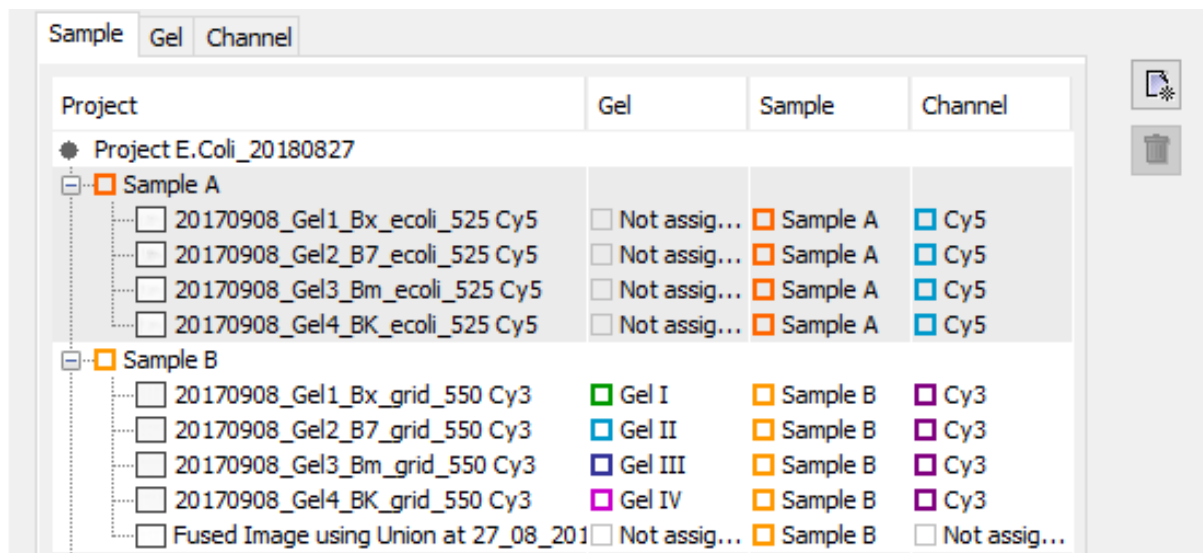 Sample Gel Channel
Project Gel Sample Channel
Project E.Coli_20180827
Sample A
20170908_Gel1_Bx_ecoli_525 Cy5 Not assig... Sample A Cy5
20170908_Gel2_B7_ecoli_525 Cy5 Not assig... Sample A Cy5
20170908_Gel3_Bm_ecoli_525 Cy5 Not assig... Sample A Cy5
20170908_Gel4_BK_ecoli_525 Cy5 Not assig... Sample A Cy5
Sample B
20170908_Gel1_Bx_grid_550 Cy3 Gel I Sample B Cy3
20170908_Gel2_B7_grid_550 Cy3 Gel II Sample B Cy3
20170908_Gel3_Bm_grid_550 Cy3 Gel III Sample B Cy3
20170908_Gel4_BK_grid_550 Cy3 Gel IV Sample B Cy3
Fused Image using Union at 27_08_201 Not assig... Sample B Not assig...